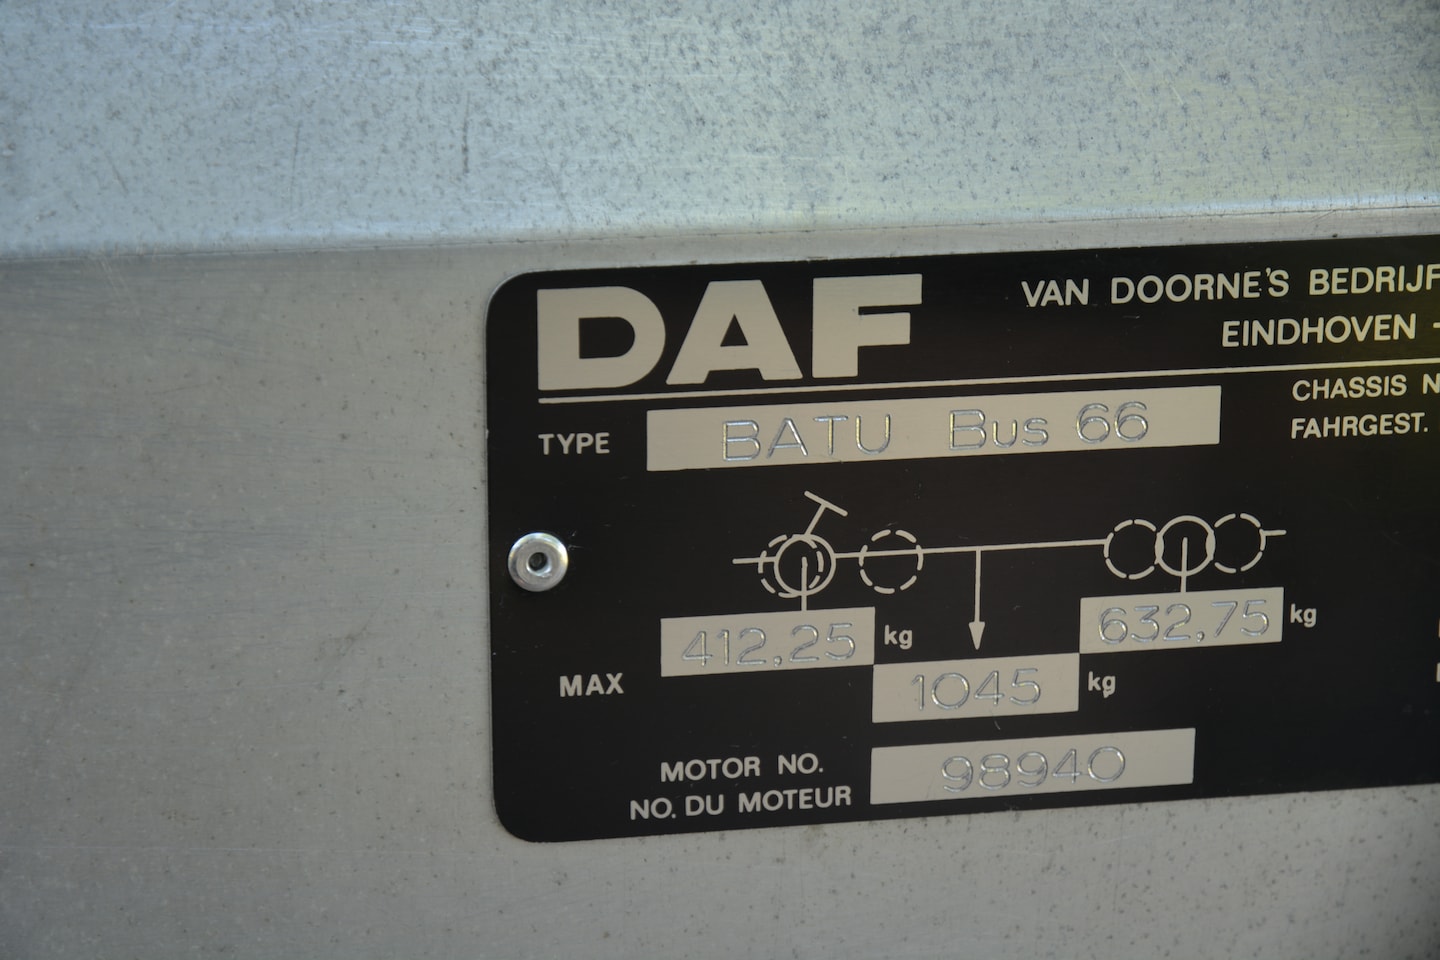 DAF
VAN DOORNE'S BEDRIJF
EINDHOVEN -
CHASSIS N
FAHRGEST.
TYPE BATU Bus 66
412,25 kg 632,75 kg
MAX 1045 kg
MOTOR NO.
NO. DU MOTEUR 98940